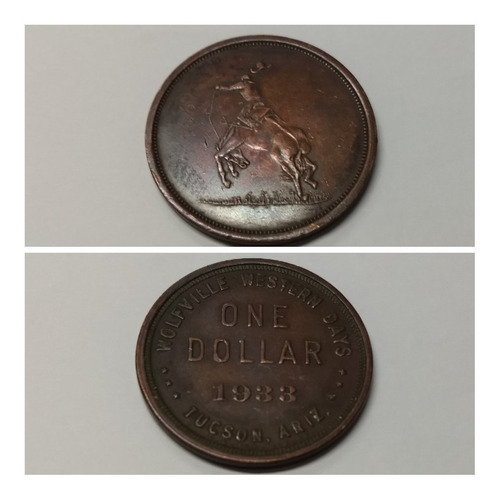 WOLFVILLE WESTERN DAYS
ONE
DOLLAR
1933
TUCSON, ARIZ.